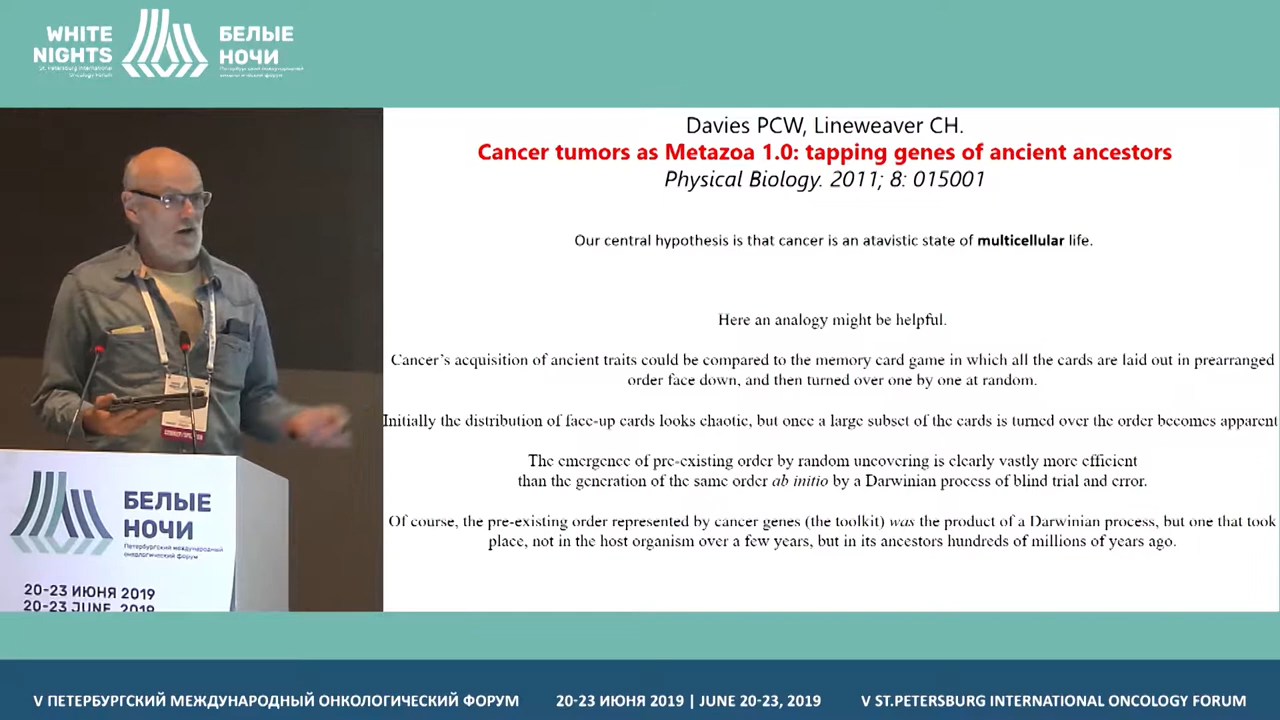 WHITE
NIGHTS
St. Petersburg International
Oncology Forum
БЕЛЫЕ
НОЧИ
Петербургский международный
онкологический форум
Davies PCW, Lineweaver CH.
Cancer tumors as Metazoa 1.0: tapping genes of ancient ancestors
Physical Biology. 2011; 8: 015001
Our central hypothesis is that cancer is an atavistic state of multicellular life.
Here an analogy might be helpful.
Cancer's acquisition of ancient traits could be compared to the memory card game in which all the cards are laid out in prearranged
order face down, and then turned over one by one at random.
Initially the distribution of face-up cards looks chaotic, but once a large subset of the cards is turned over the order becomes apparent
The emergence of pre-existing order by random uncovering is clearly vastly more efficient
than the generation of the same order ab initio by a Darwinian process of blind trial and error.
Of course, the pre-existing order represented by cancer genes (the toolkit) was the product of a Darwinian process, but one that took
place, not in the host organism over a few years, but in its ancestors hundreds of millions of years ago.
БЕЛЫЕ
НОЧИ
Петербургский международный
онкологический форум
20-23 ИЮНЯ 2019
20-23 JUNE, 2019
V ПЕТЕРБУРГСКИЙ МЕЖДУНАРОДНЫЙ ОНКОЛОГИЧЕСКИЙ ФОРУМ
20-23 ИЮНЯ 2019 | JUNE 20-23, 2019
V ST.PETERSBURG INTERNATIONAL ONCOLOGY FORUM